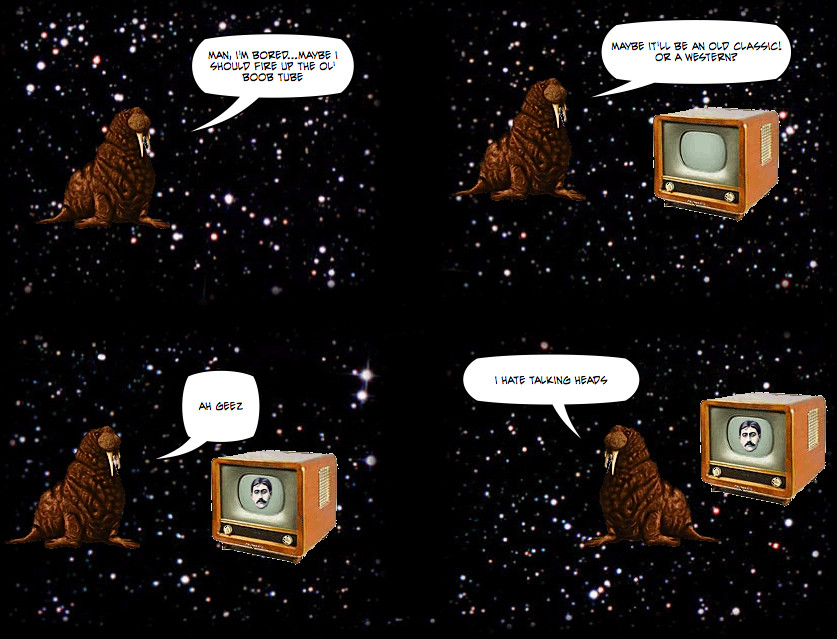 MAN, I'M BORED...MAYBE I
SHOULD FIRE UP THE OL'
BOOB TUBE
MAYBE IT'LL BE AN OLD CLASSIC!
OR A WESTERN?
AH GEEZ
I HATE TALKING HEADS